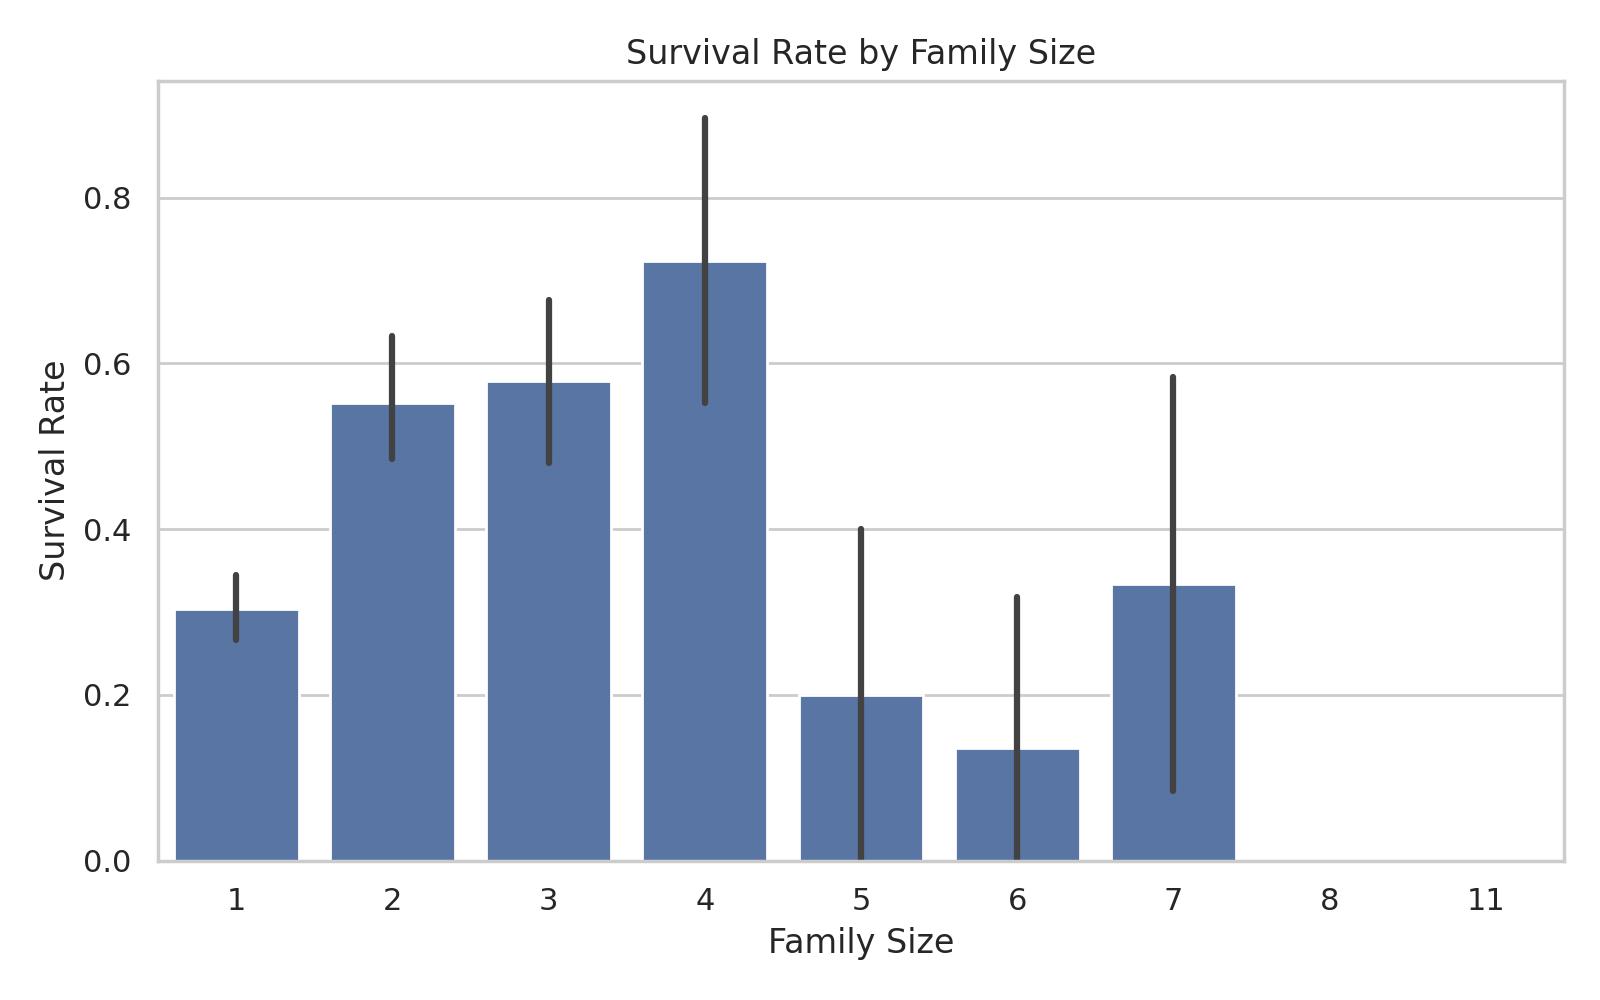 Survival Rate by Family Size
Survival Rate
0.8
0.6
0.4
0.2
0.0
1 2 3 4 5 6 7 8 11
Family Size